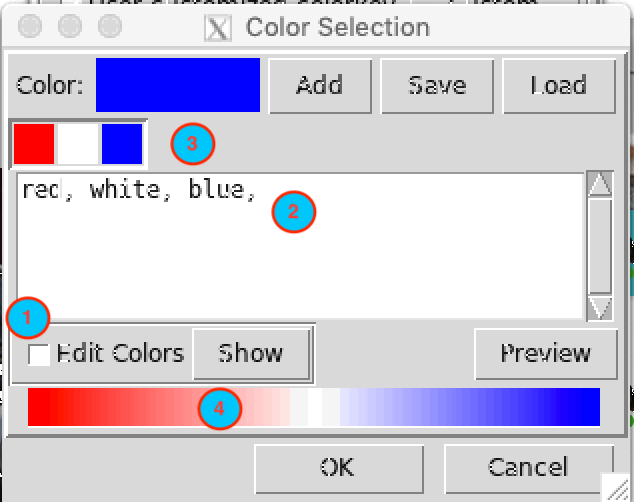 Color Selection
Color: Add Save Load
3
red, white, blue,
2
1
Edit Colors Show Preview
4
OK Cancel